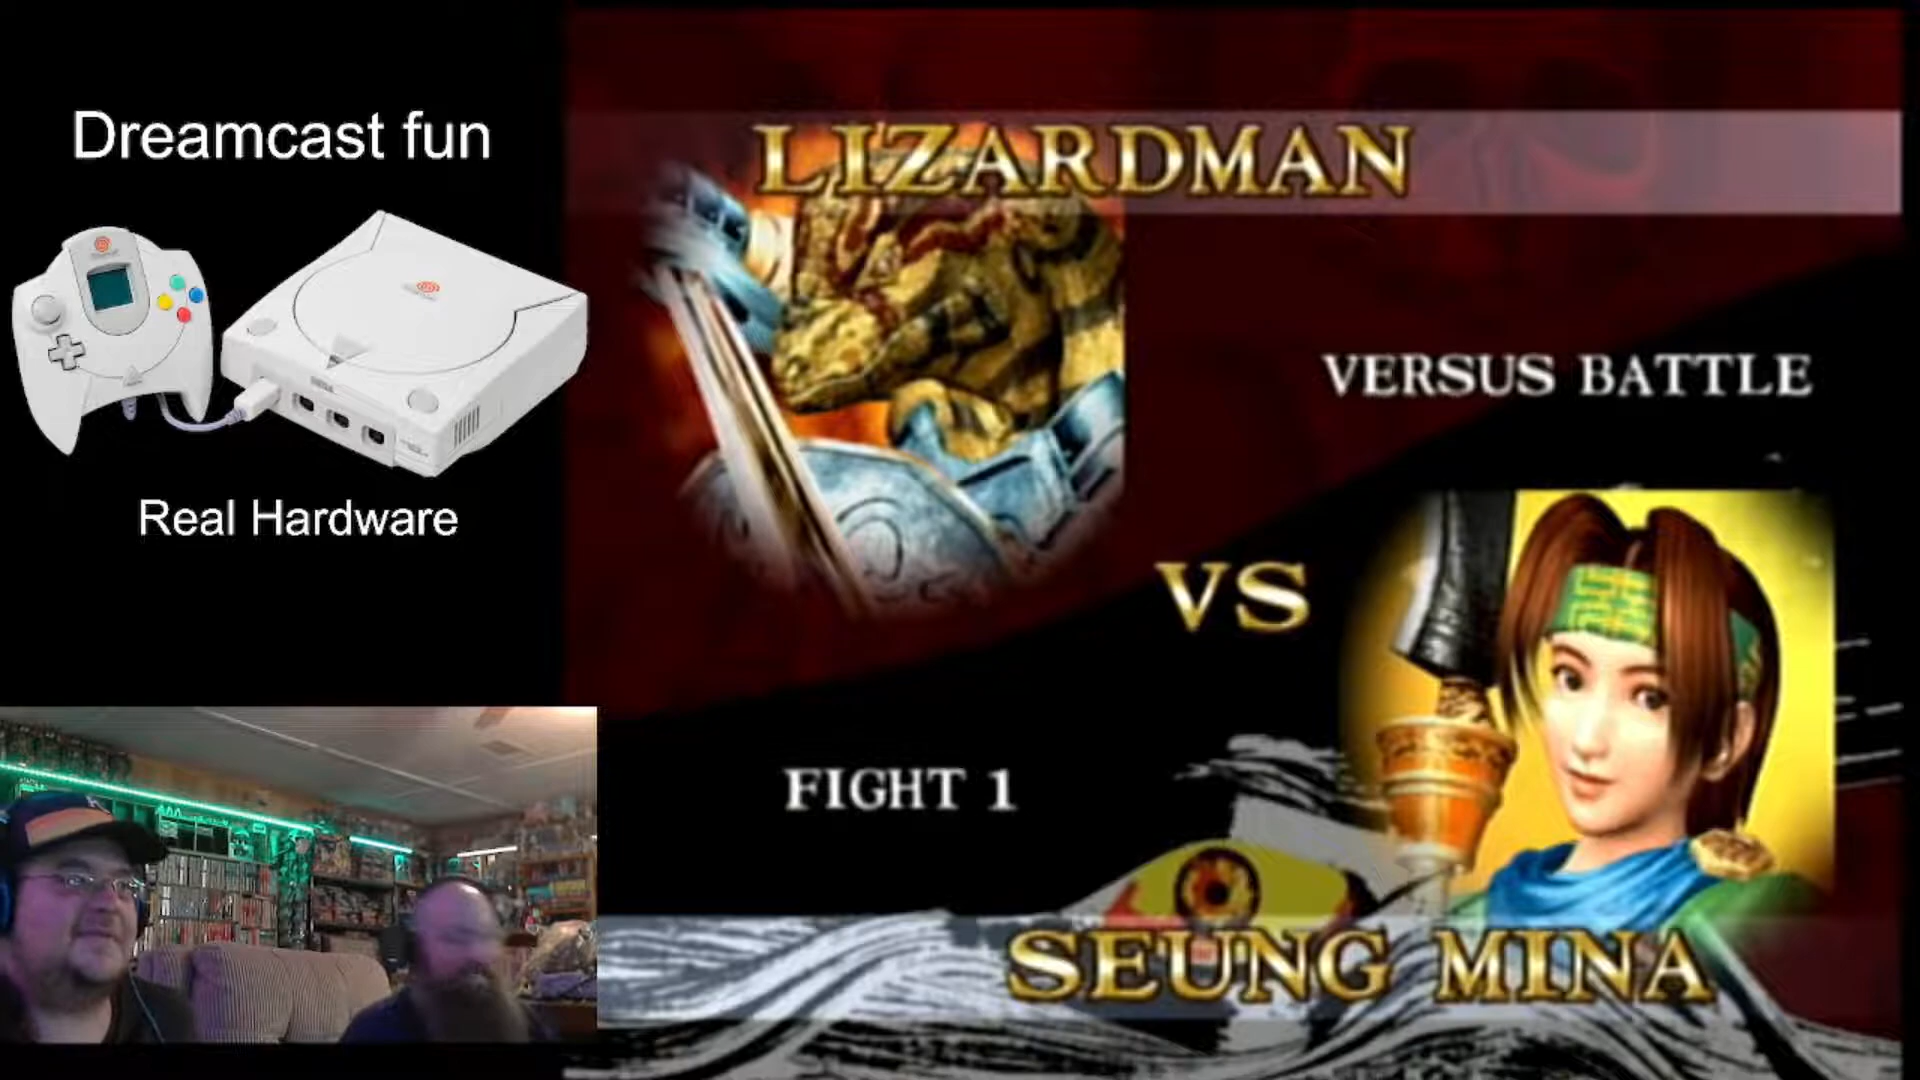 Dreamcast fun
Real Hardware
LIZARDMAN
VERSUS BATTLE
VS
FIGHT 1
SEUNG MINA